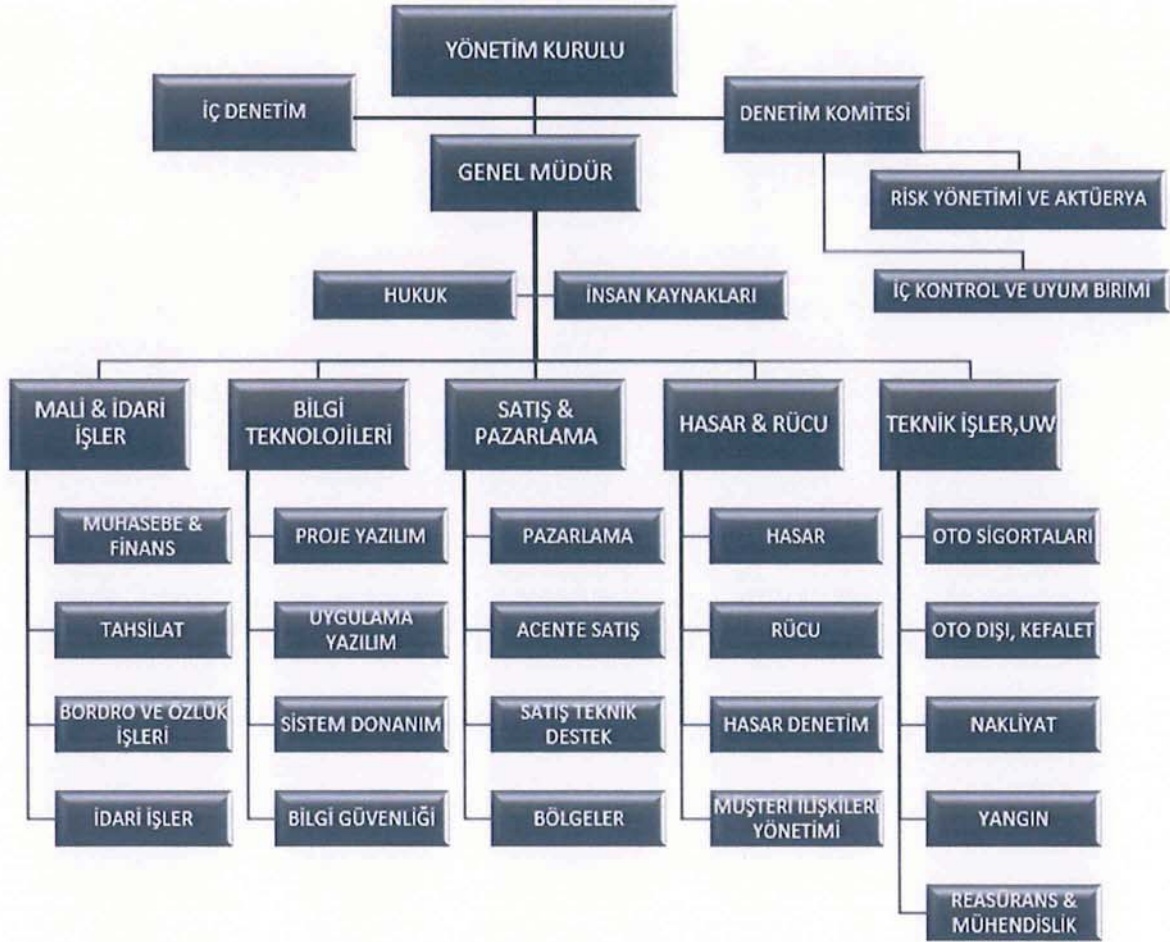 YÖNETİM KURULU
İÇ DENETİM
DENETİM KOMİTESİ
GENEL MÜDÜR
RİSK YÖNETİMİ VE AKTÜERYA
HUKUK
İNSAN KAYNAKLARI
İÇ KONTROL VE UYUM BİRİMİ
MALİ & İDARİ
İŞLER
BİLGİ
TEKNOLOJİLERİ
SATIŞ &
PAZARLAMA
HASAR & RÜCU
TEKNİK İŞLER,UW
MUHASEBE &
FİNANS
TAHSİLAT
BORDRO VE ÖZLÜK
İŞLERİ
İDARİ İŞLER
PROJE YAZILIM
UYGULAMA
YAZILIM
SİSTEM DONANIM
BİLGİ GÜVENLİĞİ
PAZARLAMA
ACENTE SATIŞ
SATIŞ TEKNİK
DESTEK
BÖLGELER
HASAR
RÜCU
HASAR DENETİM
MÜŞTERİ İLİŞKİLERİ
YÖNETİMİ
OTO SİGORTALARI
OTO DIŞI, KEFALET
NAKLİYAT
YANGIN
REASÜRANS &
MÜHENDİSLİK